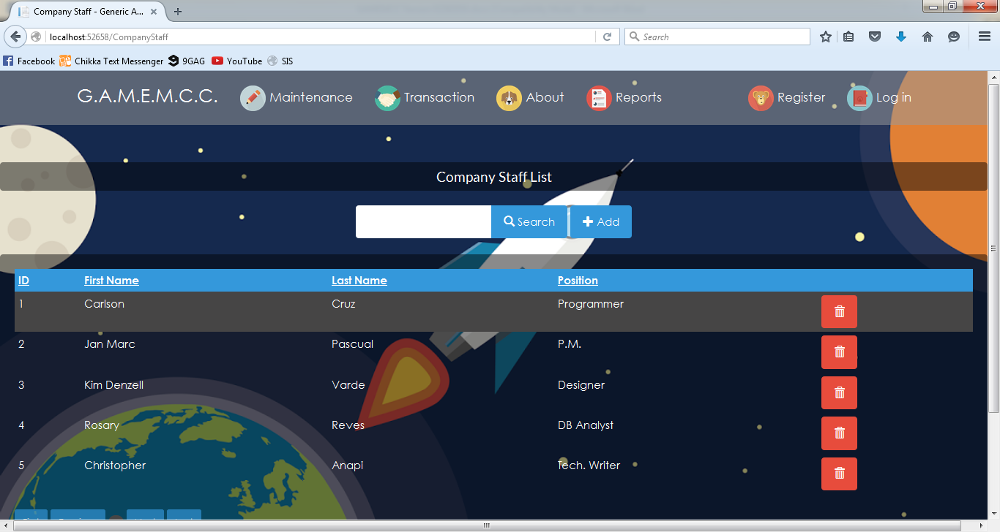 Company Staff - Generic A...
localhost:52658/CompanyStaff
Search
Facebook Chikka Text Messenger 9GAG YouTube SIS
G.A.M.E.M.C.C. Maintenance Transaction About Reports Register Log in
Company Staff List
Search Add
ID First Name Last Name Position
1 Carlson Cruz Programmer
2 Jan Marc Pascual P.M.
3 Kim Denzell Varde Designer
4 Rosary Reves DB Analyst
5 Christopher Anapi Tech. Writer